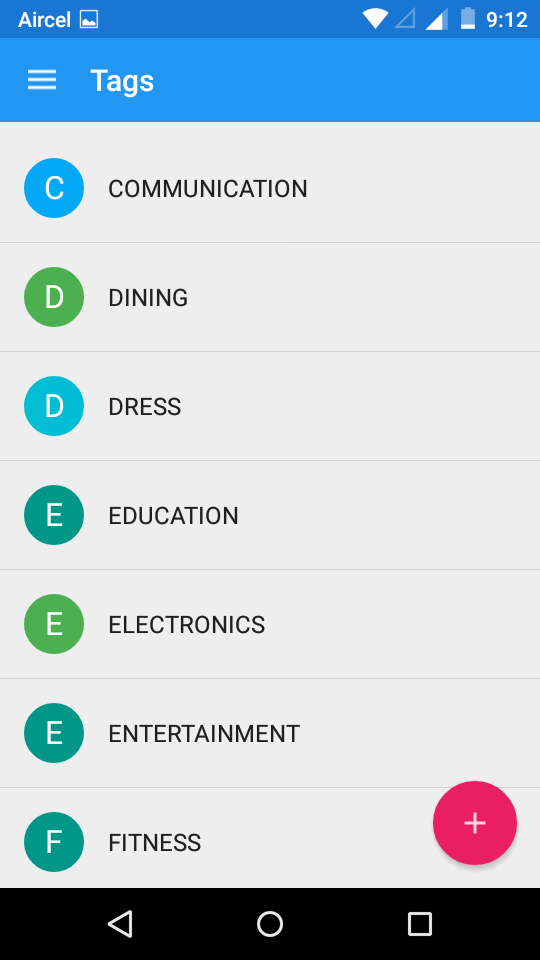 Aircel 9:12
Tags
C COMMUNICATION
D DINING
D DRESS
E EDUCATION
E ELECTRONICS
E ENTERTAINMENT
F FITNESS
+